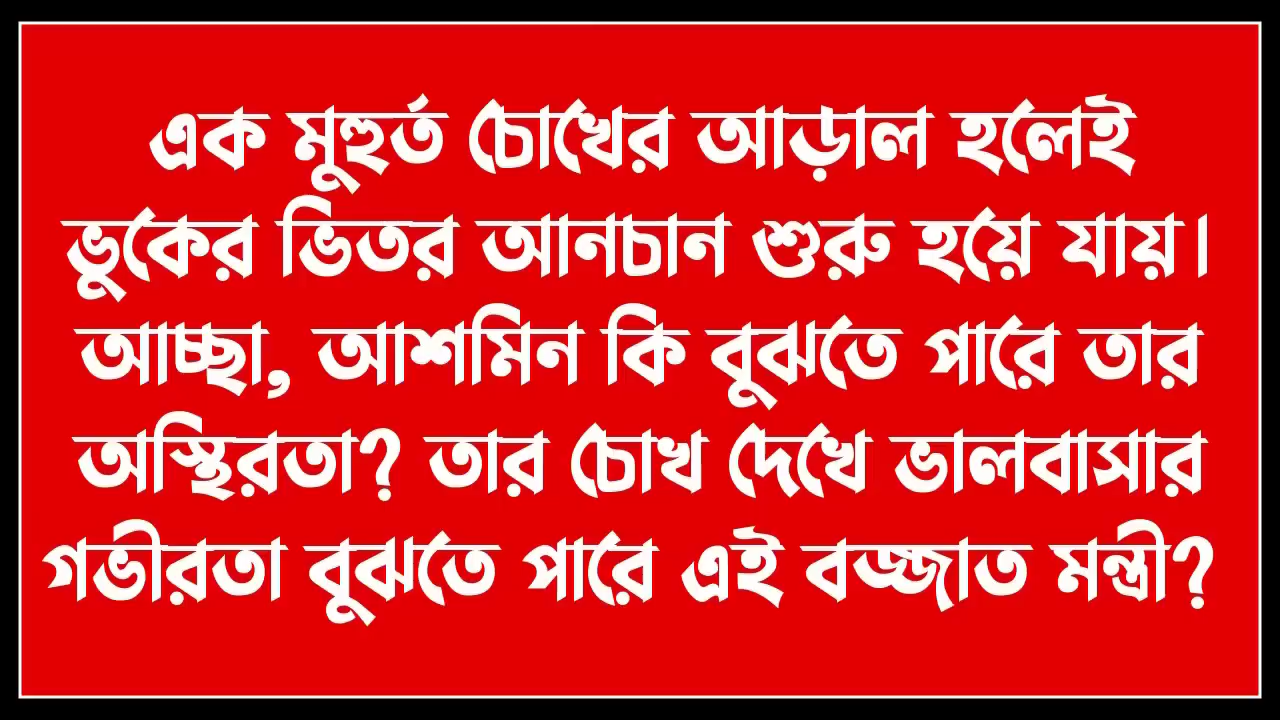 এক মুহুর্ত চোখের আড়াল হলেই
ভুকের ভিতর আনচান শুরু হয়ে যায়।
আচ্ছা, আশমিন কি বুঝতে পারে তার
অস্থিরতা? তার চোখ দেখে ভালবাসার
গভীরতা বুঝতে পারে এই বজ্জাত মন্ত্রী?